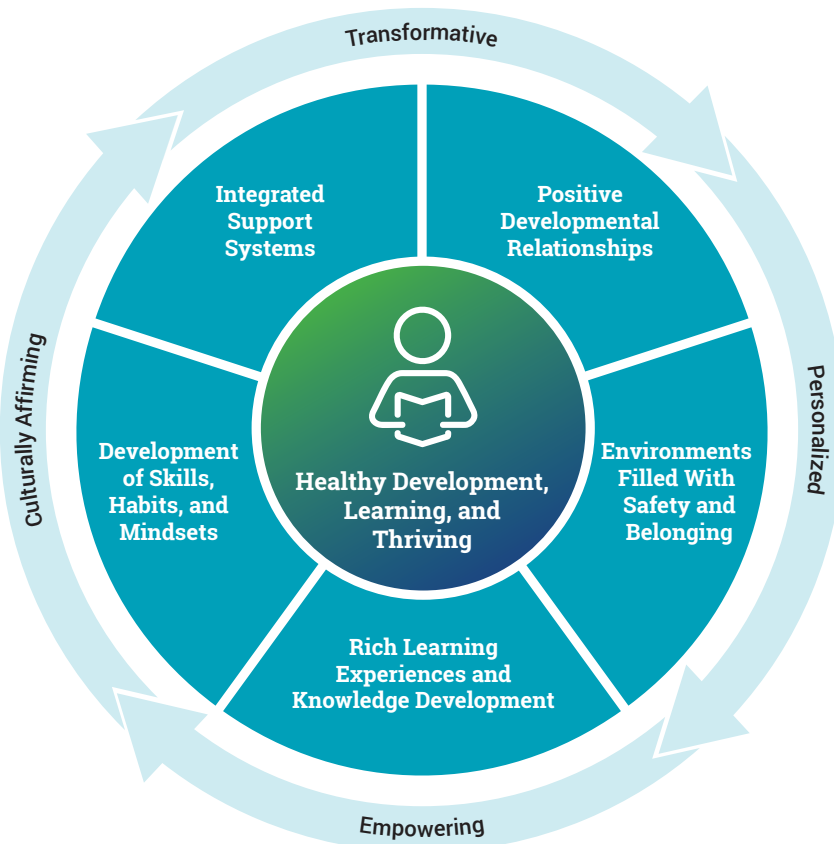 Transformative
Integrated
Support
Systems
Positive
Developmental
Relationships
Culturally Affirming
Personalized
Development
of Skills,
Habits, and
Mindsets
Healthy Development,
Learning, and
Thriving
Environments
Filled With
Safety and
Belonging
Rich Learning
Experiences and
Knowledge Development
Empowering